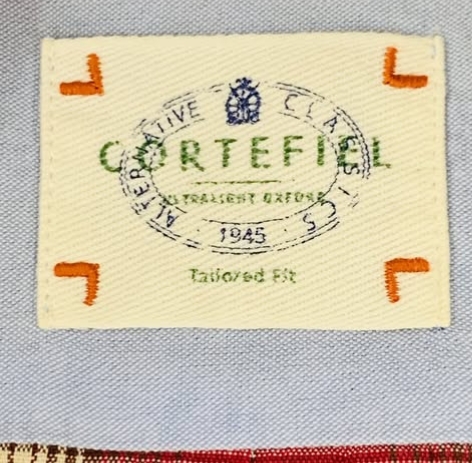 ALTERNATIVE CLASSICS
CORTEFIEL
ULTRALIGHT OXFORD
1945
Tailored Fit